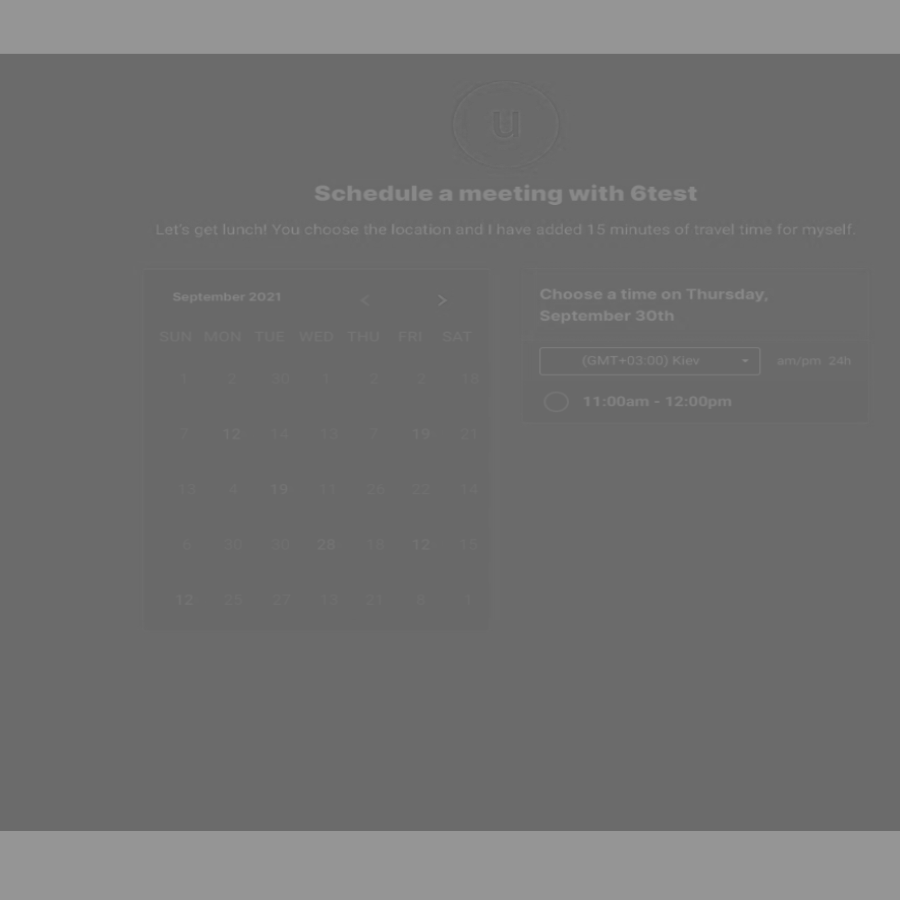 u
Schedule a meeting with 6test
Let's get lunch! You choose the location and I have added 15 minutes of travel time for myself.
September 2021 < >
SUN MON TUE WED THU FRI SAT
1 2 30 1 2 3 18
7 12 14 13 7 19 21
13 4 19 11 26 22 14
6 30 30 28 18 12 15
12 25 27 13 21 8 1
Choose a time on Thursday,
September 30th
(GMT+03:00) Kiev am/pm 24h
11:00am - 12:00pm